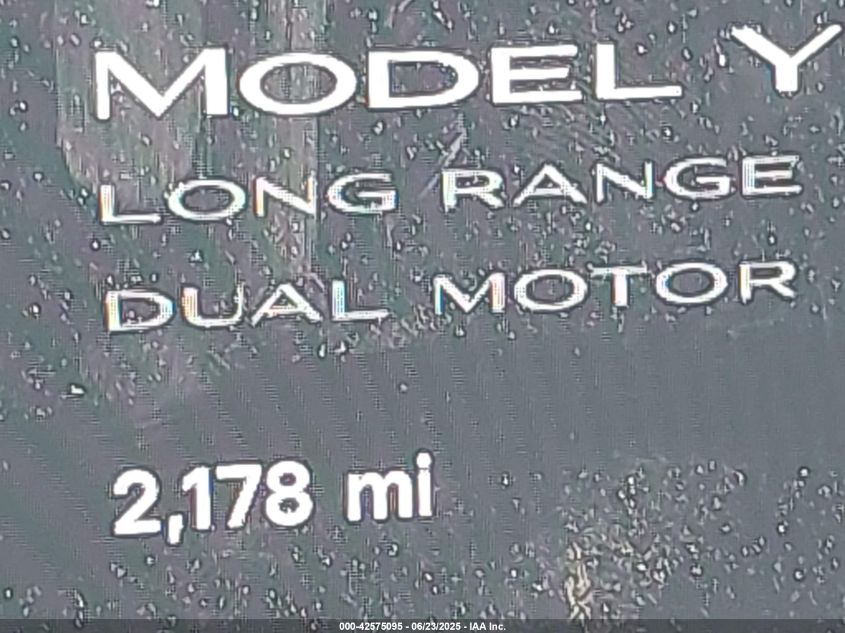 MODEL Y
LONG RANGE
DUAL MOTOR
2,178 mi
000-42575095 - 06/23/2025 - IAA Inc.